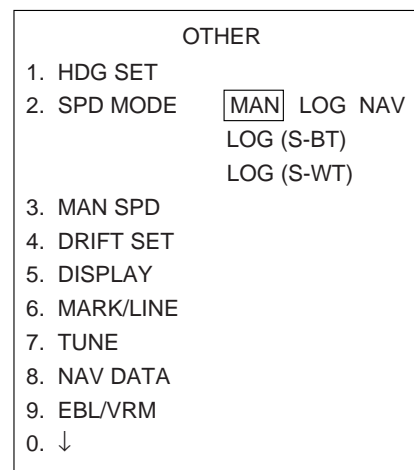 OTHER
1. HDG SET
2. SPD MODE MAN LOG NAV
LOG (S-BT)
LOG (S-WT)
3. MAN SPD
4. DRIFT SET
5. DISPLAY
6. MARK/LINE
7. TUNE
8. NAV DATA
9. EBL/VRM
0. ↓